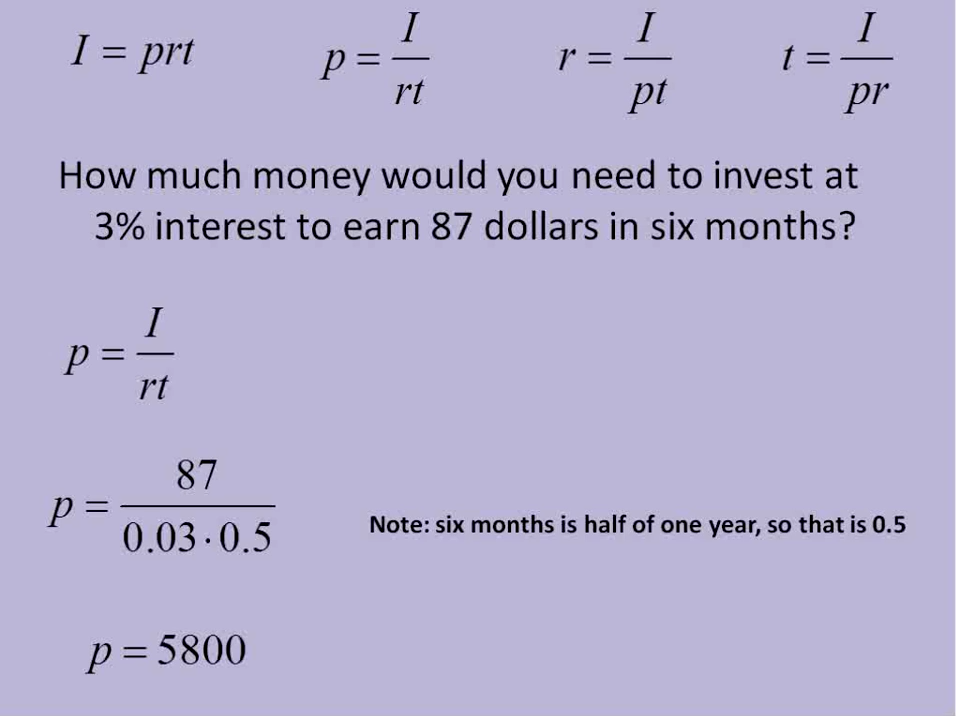 I = prt    p = I/rt    r = I/pt    t = I/pr
How much money would you need to invest at
3% interest to earn 87 dollars in six months?
p = I/rt
p = 87/0.03·0.5    Note: six months is half of one year, so that is 0.5
p = 5800